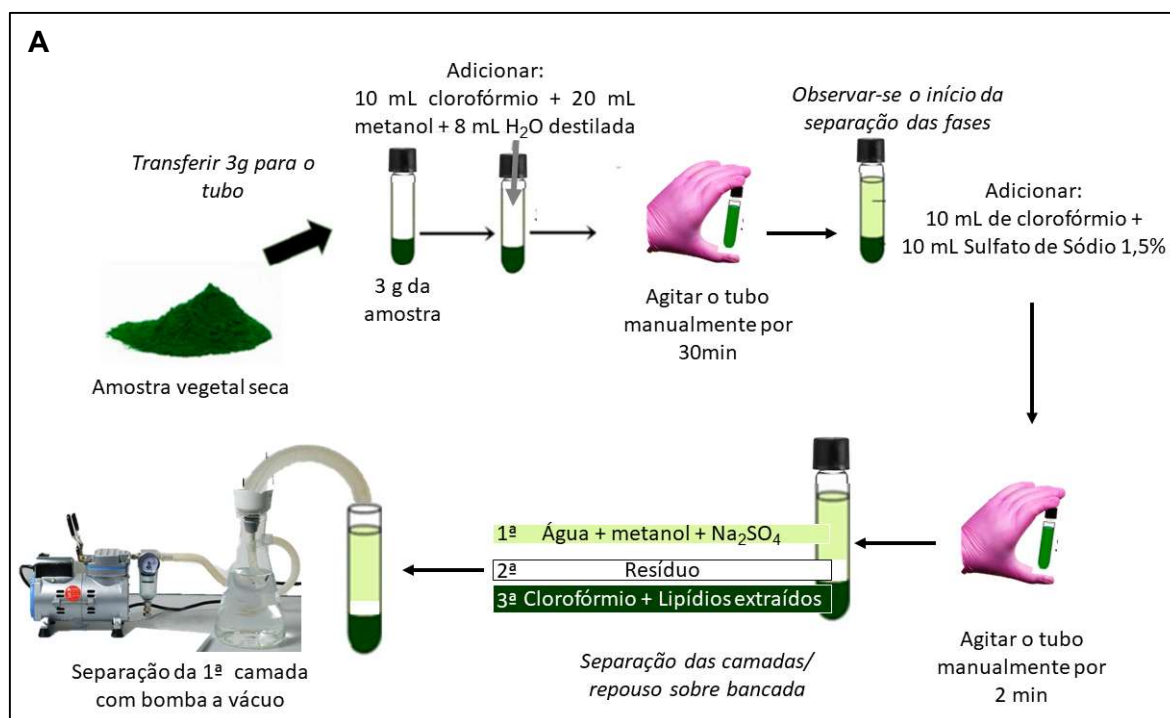 A
Adicionar:
10 mL clorofórmio + 20 mL
metanol + 8 mL H₂O destilada
Observar-se o início da
separação das fases
Transferir 3g para o
tubo
Adicionar:
10 mL de clorofórmio +
10 mL Sulfato de Sódio 1,5%
3 g da
amostra
Agitar o tubo
manualmente por
30min
Amostra vegetal seca
1ª Água + metanol + Na₂SO₄
2ª Resíduo
3ª Clorofórmio + Lipídios extraídos
Separação da 1ª camada
com bomba a vácuo
Separação das camadas/
repouso sobre bancada
Agitar o tubo
manualmente por
2 min